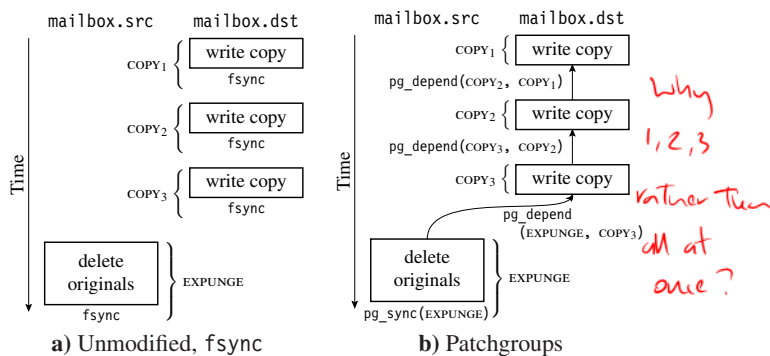 mailbox.src mailbox.dst
COPY1 write copy
fsync
COPY2 write copy
fsync
COPY3 write copy
fsync
Time
delete
originals
EXPUNGE
fsync
a) Unmodified, fsync
mailbox.src mailbox.dst
COPY1 write copy
pg_depend(COPY2, COPY1)
COPY2 write copy
pg_depend(COPY3, COPY2)
COPY3 write copy
pg_depend
(EXPUNGE, COPY3)
Time
delete
originals
EXPUNGE
pg_sync(EXPUNGE)
b) Patchgroups
Why
1,2,3
rather than
all at
once?